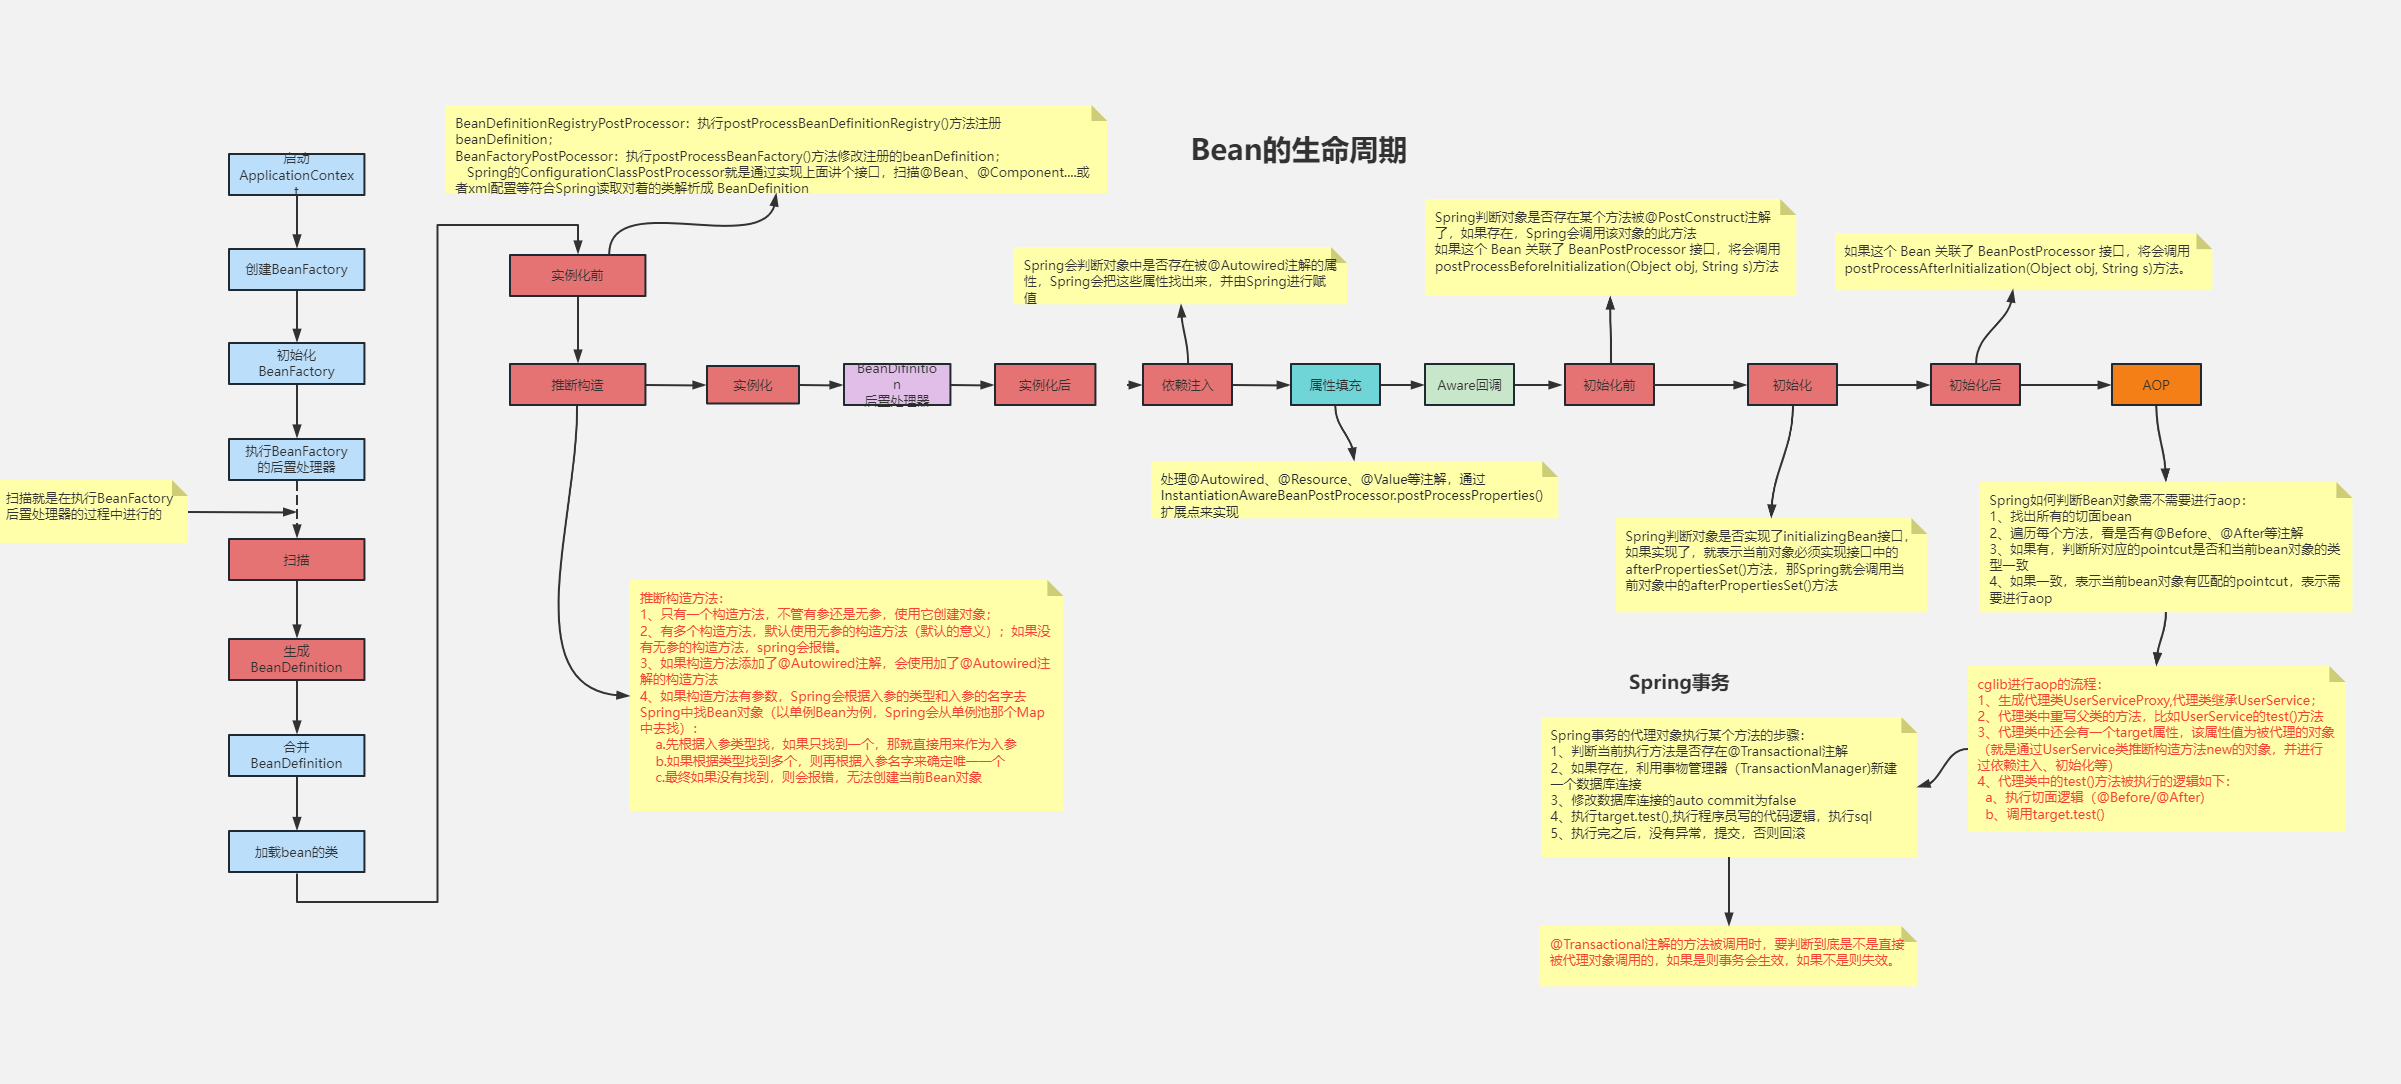 Bean的生命周期
启动
ApplicationContex
t
创建BeanFactory
初始化
BeanFactory
执行BeanFactory
的后置处理器
扫描就是在执行BeanFactory
后置处理器的过程中进行的
扫描
生成
BeanDefinition
合并
BeanDefinition
加载bean的类
BeanDefinitionRegistryPostProcessor：执行postProcessBeanDefinitionRegistry()方法注册
beanDefinition；
BeanFactoryPostPocessor：执行postProcessBeanFactory()方法修改注册的beanDefinition；
Spring的ConfigurationClassPostProcessor就是通过实现上面讲个接口，扫描@Bean、@Component....或
者xml配置等符合Spring读取对着的类解析成 BeanDefinition
实例化前
推断构造
实例化
BeanDifinitio
n
后置处理器
实例化后
推断构造方法：
1、只有一个构造方法，不管有参还是无参，使用它创建对象；
2、有多个构造方法，默认使用无参的构造方法（默认的意义）；如果没
有无参的构造方法，spring会报错。
3、如果构造方法添加了@Autowired注解，会使用加了@Autowired注
解的构造方法
4、如果构造方法有参数，Spring会根据入参的类型和入参的名字去
Spring中找Bean对象（以单例Bean为例，Spring会从单例池那个Map
中去找）：
a.先根据入参类型找，如果只找到一个，那就直接用来作为入参
b.如果根据类型找到多个，则再根据入参名字来确定唯一一个
c.最终如果没有找到，则会报错，无法创建当前Bean对象
Spring会判断对象中是否存在被@Autowired注解的属
性，Spring会把这些属性找出来，并由Spring进行赋
值
依赖注入
属性填充
处理@Autowired、@Resource、@Value等注解，通过
InstantiationAwareBeanPostProcessor.postProcessProperties()
扩展点来实现
Aware回调
Spring判断对象是否存在某个方法被@PostConstruct注解
了，如果存在，Spring会调用该对象的此方法
如果这个 Bean 关联了 BeanPostProcessor 接口，将会调用
postProcessBeforeInitialization(Object obj, String s)方法
初始化前
初始化
Spring判断对象是否实现了initializingBean接口，
如果实现了，就表示当前对象必须实现接口中的
afterPropertiesSet()方法，那Spring就会调用当
前对象中的afterPropertiesSet()方法
如果这个 Bean 关联了 BeanPostProcessor 接口，将会调用
postProcessAfterInitialization(Object obj, String s)方法。
初始化后
AOP
Spring如何判断Bean对象需不需要进行aop：
1、找出所有的切面bean
2、遍历每个方法，看是否有@Before、@After等注解
3、如果有，判断所对应的pointcut是否和当前bean对象的类
型一致
4、如果一致，表示当前bean对象有匹配的pointcut，表示需
要进行aop
cglib进行aop的流程：
1、生成代理类UserServiceProxy,代理类继承UserService；
2、代理类中重写父类的方法，比如UserService的test()方法
3、代理类中还会有一个target属性，该属性值为被代理的对象
（就是通过UserService类推断构造方法new的对象，并进行
过依赖注入、初始化等）
4、代理类中的test()方法被执行的逻辑如下：
a、执行切面逻辑（@Before/@After)
b、调用target.test()
Spring事务
Spring事务的代理对象执行某个方法的步骤：
1、判断当前执行方法是否存在@Transactional注解
2、如果存在，利用事物管理器（TransactionManager)新建
一个数据库连接
3、修改数据库连接的auto commit为false
4、执行target.test(),执行程序员写的代码逻辑，执行sql
5、执行完之后，没有异常，提交，否则回滚
@Transactional注解的方法被调用时，要判断到底是不是直接
被代理对象调用的，如果是则事务会生效，如果不是则失效。